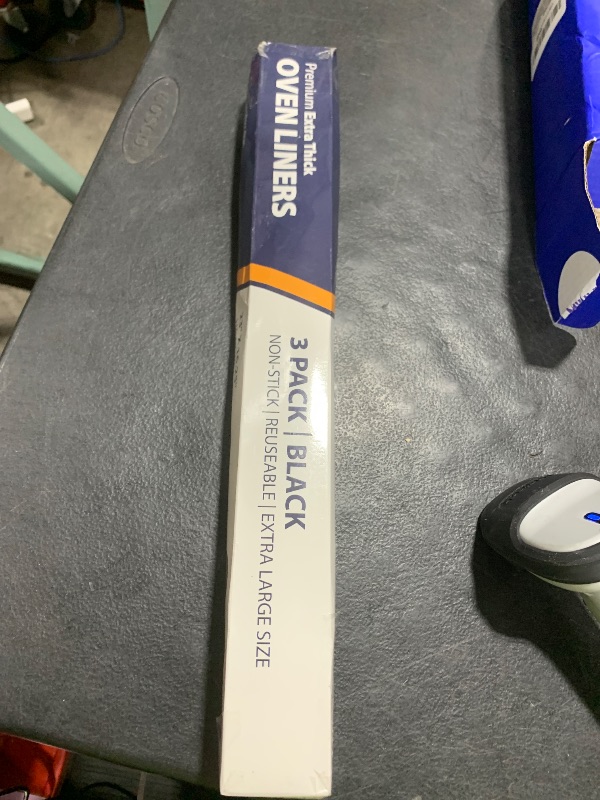 Premium Extra Thick
OVEN LINERS
3 PACK | BLACK
NON-STICK | REUSEABLE | EXTRA LARGE SIZE